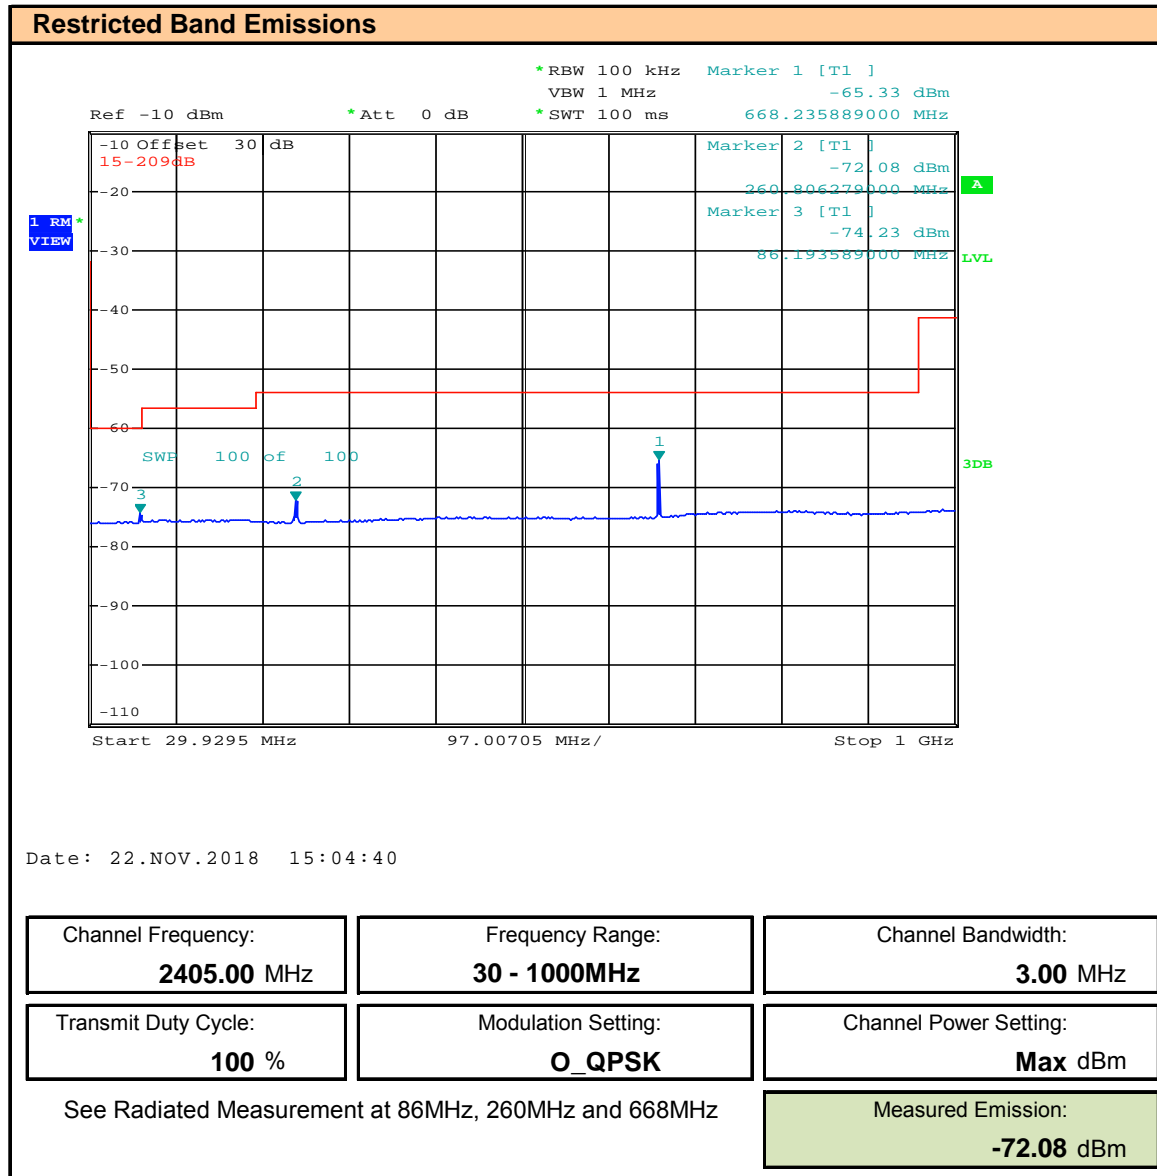 Restricted Band Emissions
*RBW 100 kHz Marker 1 [T1 ]
VBW 1 MHz -65.33 dBm
Ref -10 dBm *Att 0 dB *SWT 100 ms 668.235889000 MHz
-10 Offset 30 dB Marker 2 [T1 ]
15-209dB -72.08 dBm
-20 260.806279000 MHz A
Marker 3 [T1 ]
1 RM *
VIEW -74.23 dBm
-30 86.193589000 MHz LVL
-40
-50
-60
1
SWP 100 of 100 3DB
-70
3 2
-80
-90
-100
-110
Start 29.9295 MHz 97.00705 MHz/ Stop 1 GHz
Date: 22.NOV.2018 15:04:40
Channel Frequency: Frequency Range: Channel Bandwidth:
2405.00 MHz 30 - 1000MHz 3.00 MHz
Transmit Duty Cycle: Modulation Setting: Channel Power Setting:
100 % O_QPSK Max dBm
See Radiated Measurement at 86MHz, 260MHz and 668MHz Measured Emission:
-72.08 dBm